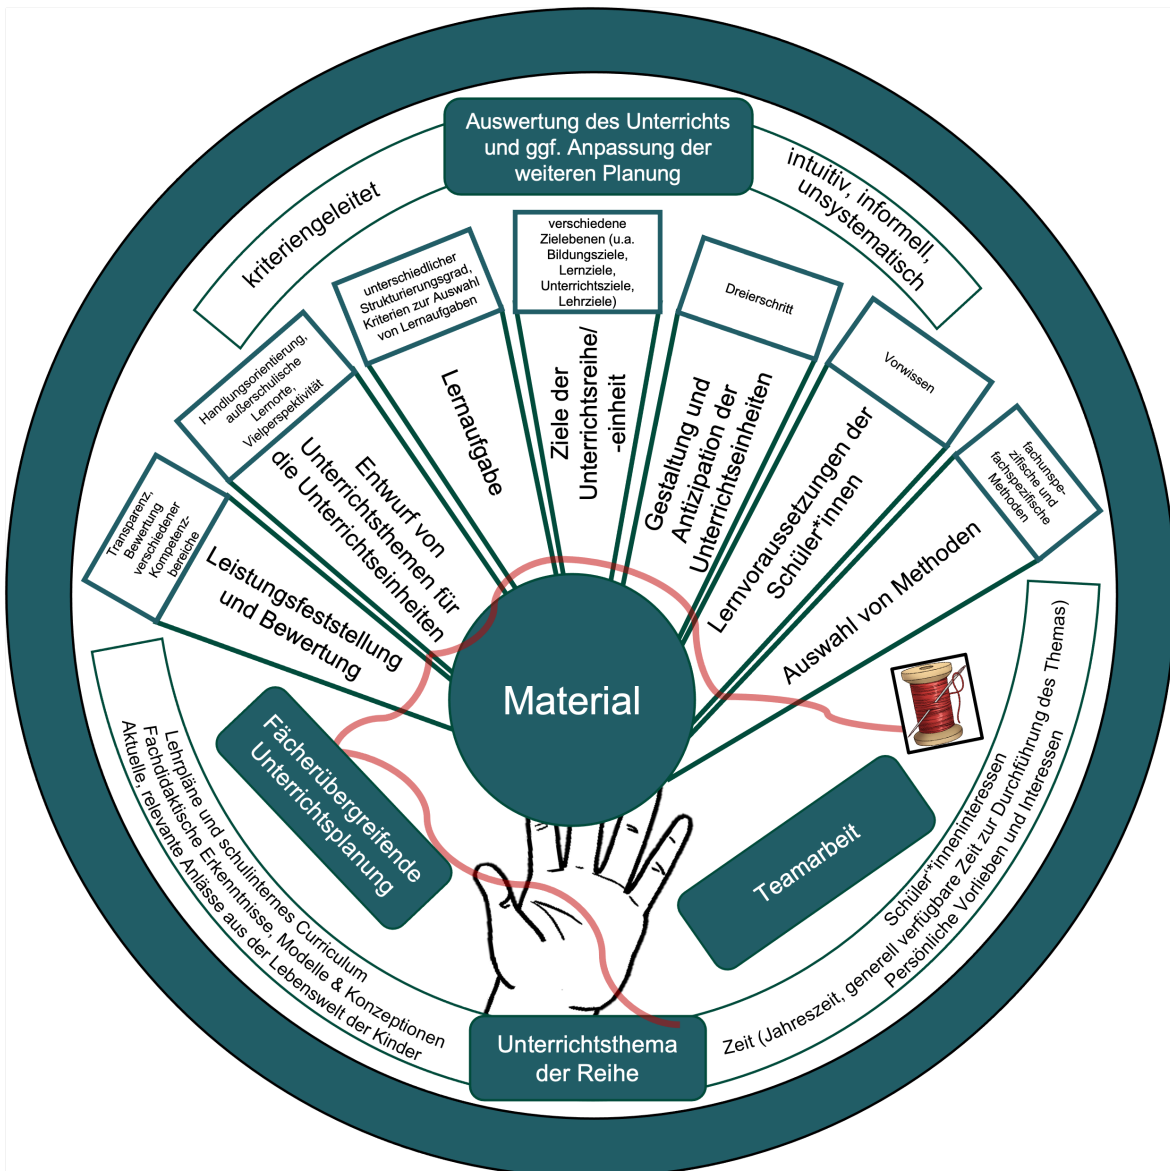 Auswertung des Unterrichts
und ggf. Anpassung der
weiteren Planung
kriteriengeleitet
intuitiv, informell,
unsystematisch
Transparenz,
Bewertung
verschiedener
Kompetenz-
bereiche
Leistungsfeststellung
und Bewertung
Handlungsorientierung,
außerschulische
Lernorte,
Vielperspektivität
Entwurf von
Unterrichtsthemen für
die Unterrichtseinheiten
unterschiedlicher
Strukturierungsgrad,
Kriterien zur Auswahl
von Lernaufgaben
Lernaufgabe
verschiedene
Zielebenen (u.a.
Bildungsziele,
Lernziele,
Unterrichtsziele,
Lehrziele)
Ziele der
Unterrichtsreihe/
-einheit
Dreierschritt
Gestaltung und
Antizipation der
Unterrichtseinheiten
Vorwissen
Lernvoraussetzungen der
Schüler*innen
fachunspe-
zifische und
fachspezifische
Methoden
Auswahl von Methoden
Material
Fächerübergreifende
Unterrichtsplanung
Teamarbeit
Lehrpläne und schulinternes Curriculum
Fachdidaktische Erkenntnisse, Modelle & Konzeptionen
Aktuelle, relevante Anlässe aus der Lebenswelt der Kinder
Schüler*inneninteressen
Zeit (Jahreszeit, generell verfügbare Zeit zur Durchführung des Themas)
Persönliche Vorlieben und Interessen
Unterrichtsthema
der Reihe